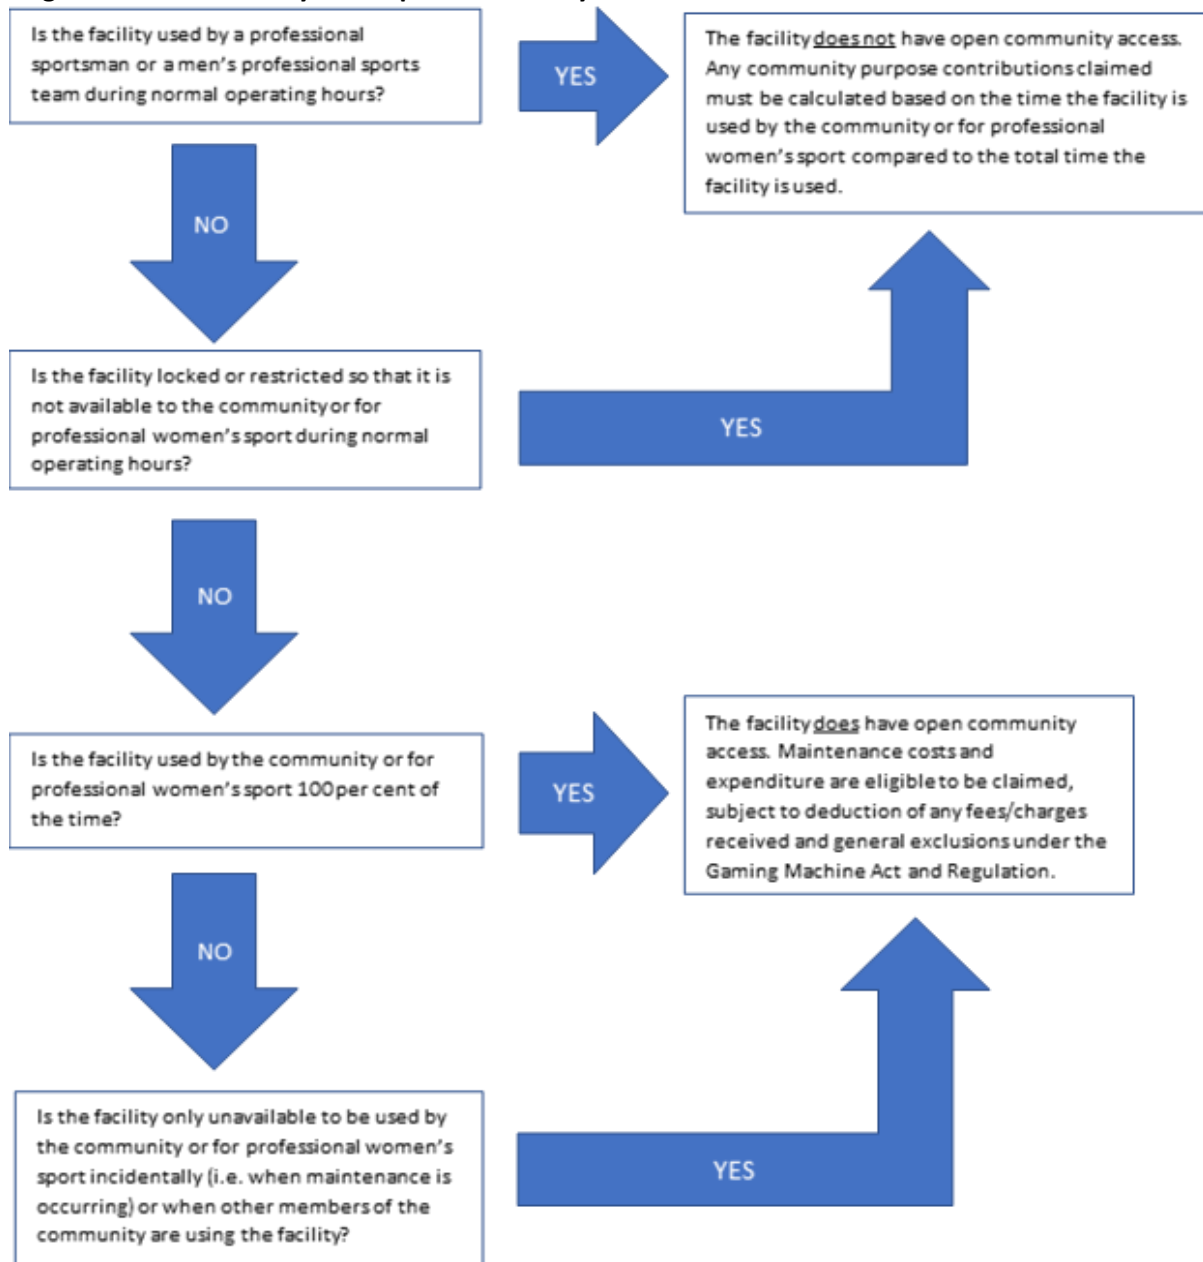 Is the facility used by a professional
sportsman or a men's professional sports
team during normal operating hours?
YES
The facility does not have open community access.
Any community purpose contributions claimed
must be calculated based on the time the facility is
used by the community or for professional
women's sport compared to the total time the
facility is used.
NO
Is the facility locked or restricted so that it is
not available to the community or for
professional women's sport during normal
operating hours?
YES
NO
Is the facility used by the community or for
professional women's sport 100 per cent of
the time?
YES
The facility does have open community
access. Maintenance costs and
expenditure are eligible to be claimed,
subject to deduction of any fees/charges
received and general exclusions under the
Gaming Machine Act and Regulation.
NO
Is the facility only unavailable to be used by
the community or for professional women's
sport incidentally (i.e. when maintenance is
occurring) or when other members of the
community are using the facility?
YES